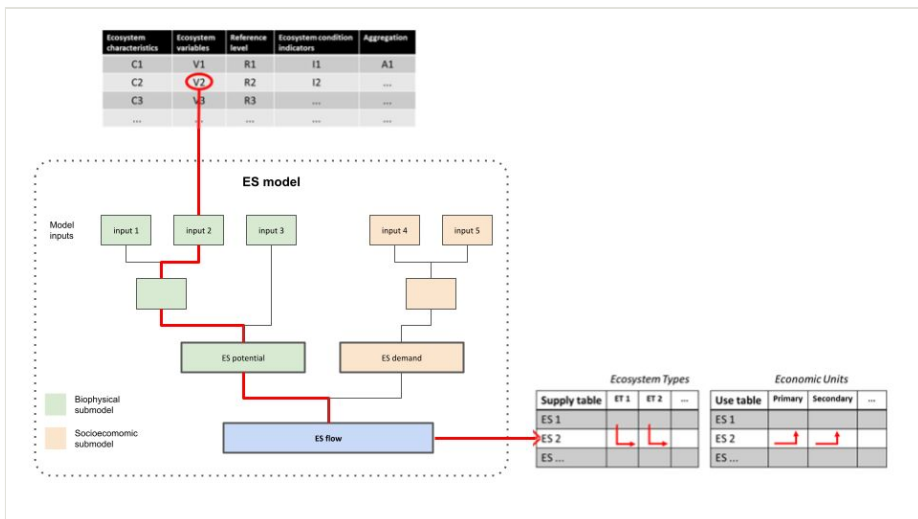 Ecosystem characteristics Ecosystem variables Reference level Ecosystem condition indicators Aggregation
C1 V1 R1 I1 A1
C2 V2 R2 I2 ...
C3 V3 R3 ... ...
... ... ... ... ...
ES model
Model inputs
input 1 input 2 input 3 input 4 input 5
ES potential ES demand
Biophysical submodel
Socioecomomic submodel
ES flow
Ecosystem Types
Supply table ET 1 ET 2 ...
ES 1
ES 2
ES ...
Economic Units
Use table Primary Secondary ...
ES 1
ES 2
ES ...